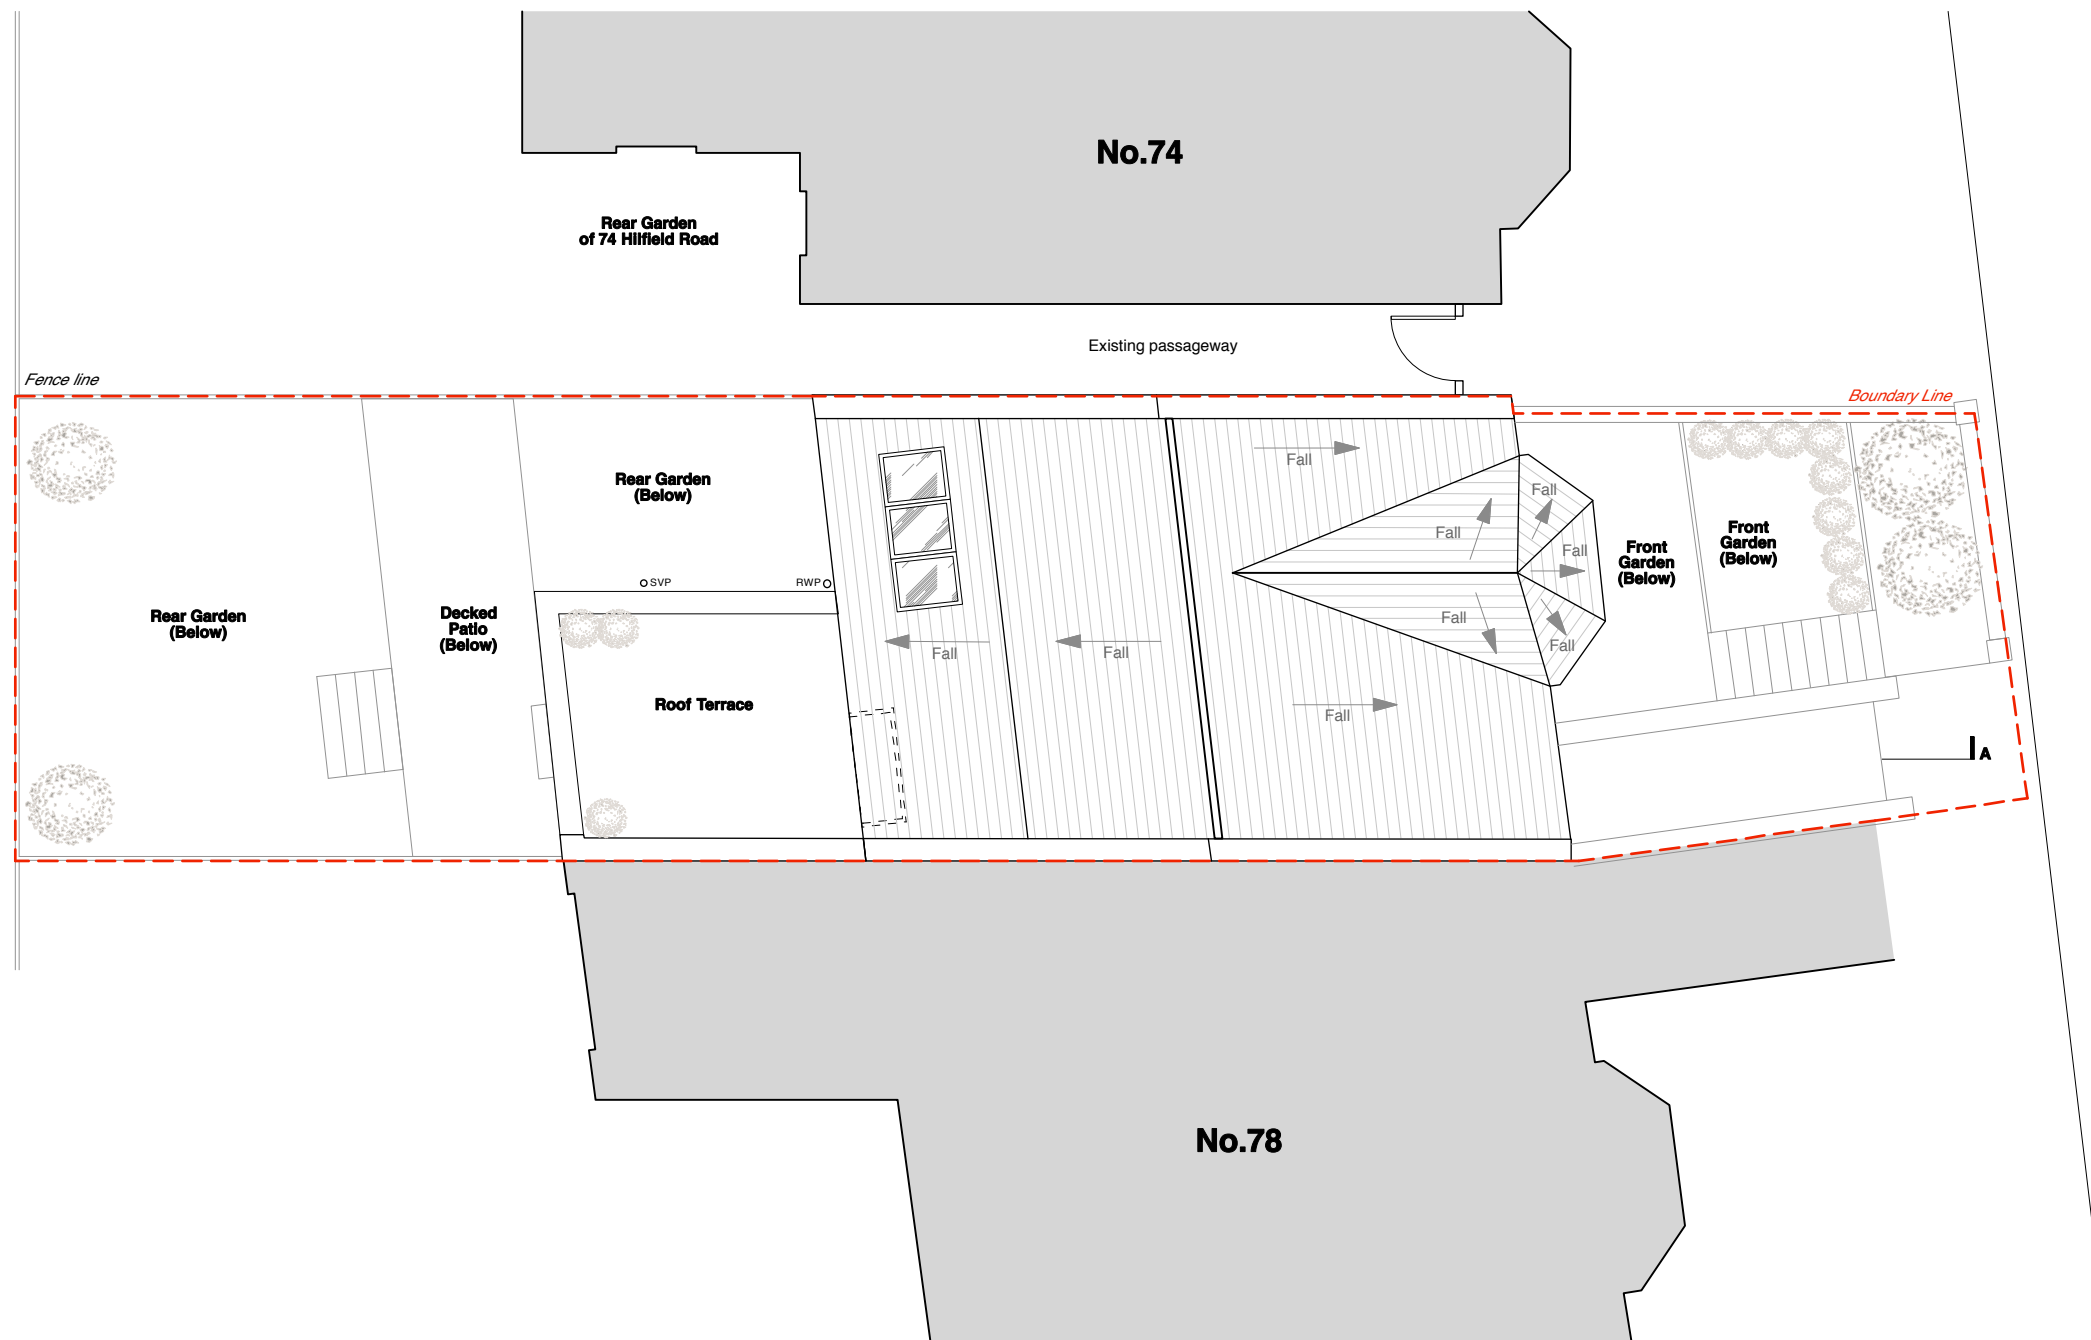 No.74
Rear Garden
of 74 Hilfield Road
Existing passageway
Fence line
Boundary Line
Fall
Rear Garden
(Below)
Fall
Fall
Fall
Front
Garden
(Below)
Front
Garden
(Below)
SVP
RWP
Rear Garden
(Below)
Decked
Patio
(Below)
Fall
Fall
Fall
Fall
Roof Terrace
Fall
A
No.78